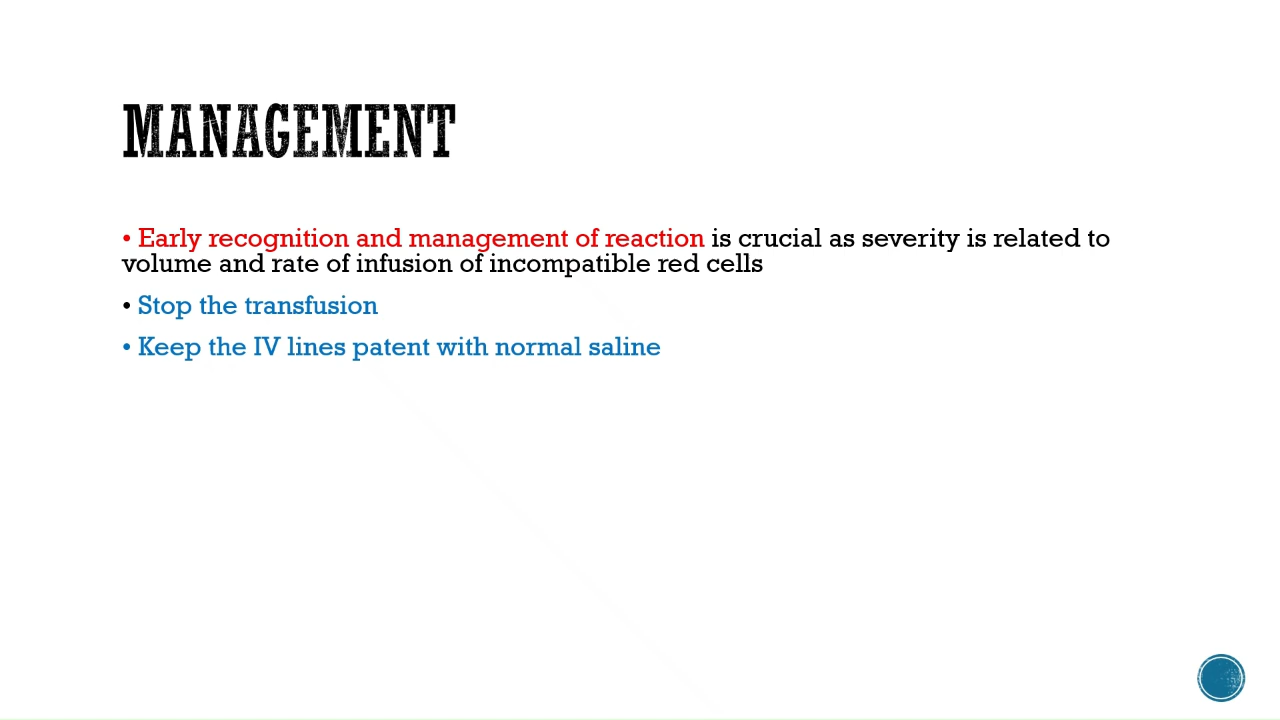 MANAGEMENT
• Early recognition and management of reaction is crucial as severity is related to
volume and rate of infusion of incompatible red cells
• Stop the transfusion
• Keep the IV lines patent with normal saline